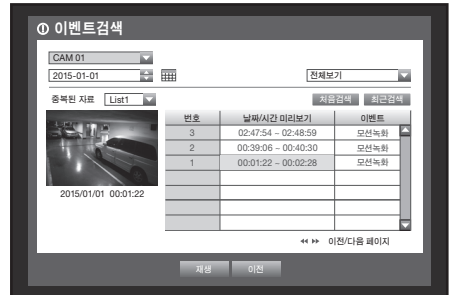 이벤트검색
CAM 01
2015-01-01
전체보기
중복된 자료 List1 처음검색 최근검색
번호 날짜/시간 미리보기 이벤트
3 02:47:54 ~ 02:48:59 모션녹화
2 00:39:06 ~ 00:40:30 모션녹화
1 00:01:22 ~ 00:02:28 모션녹화
2015/01/01 00:01:22
이전/다음 페이지
재생 이전